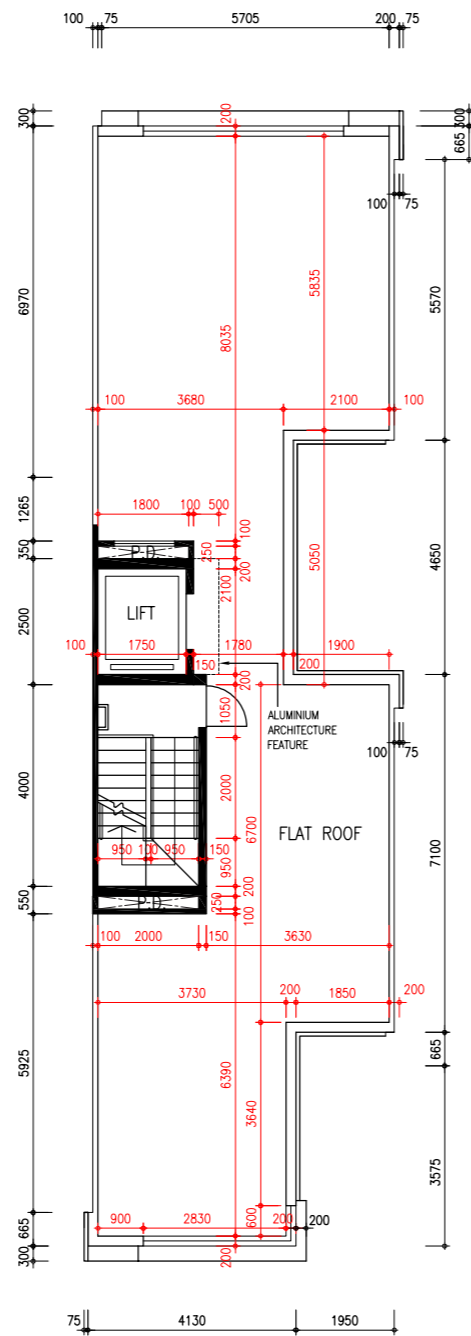 100 75 5705 200 75
300
200
300
665
100 75
6970
5835
8035
5570
100 3680 2100 100
1265
1800 100 500
350
P.D.
250
100
200
4650
5050
2500
LIFT
2100
100 1750 1780 1900
150
200
200
1050
ALUMINIUM
ARCHITECTURE
FEATURE
100 75
4000
2000
6700
FLAT ROOF
7100
950 100 950 150
950
200
550
P.D.
250
100
100 2000 150 3630
3730 200 1850 200
665
5925
6390
3640
3575
900 2830 200 200
600
665
300
200
75 4130 1950